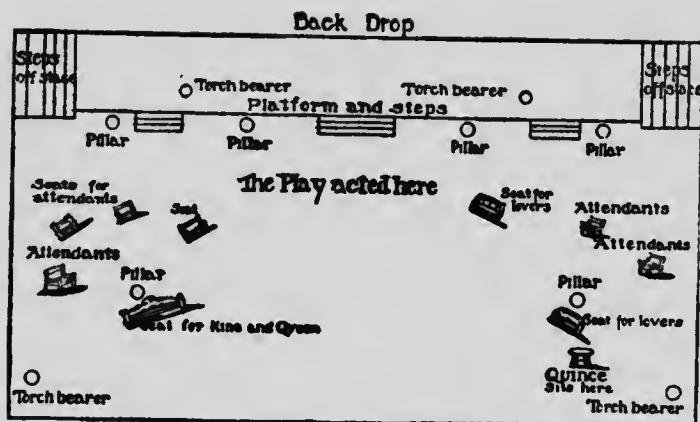 Back Drop
Steps
off stage
Torch bearer
Torch bearer
Steps
off stage
Platform and steps
Pillar
Pillar
Pillar
Pillar
The Play acted here
Seats for
attendants
Seat
Seat for
lovers
Attendants
Attendants
Attendants
Pillar
Pillar
Seat for King and Queen
Seat for lovers
Quince
sits here
Torch bearer
Torch bearer